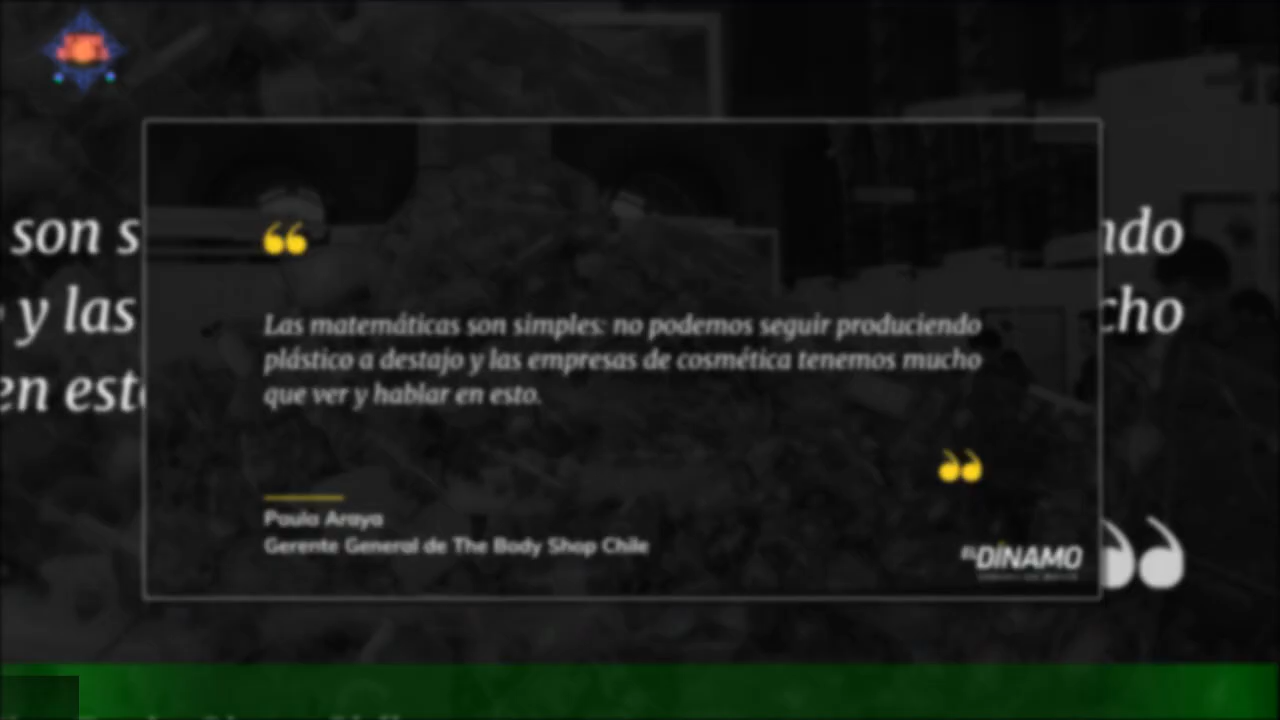 son s
ndo
y las
cho
en est
“
Las matemáticas son simples: no podemos seguir produciendo
plástico a destajo y las empresas de cosmética tenemos mucho
que ver y hablar en esto.
”
Paula Araya
Gerente General de The Body Shop Chile
EL DÍNAMO